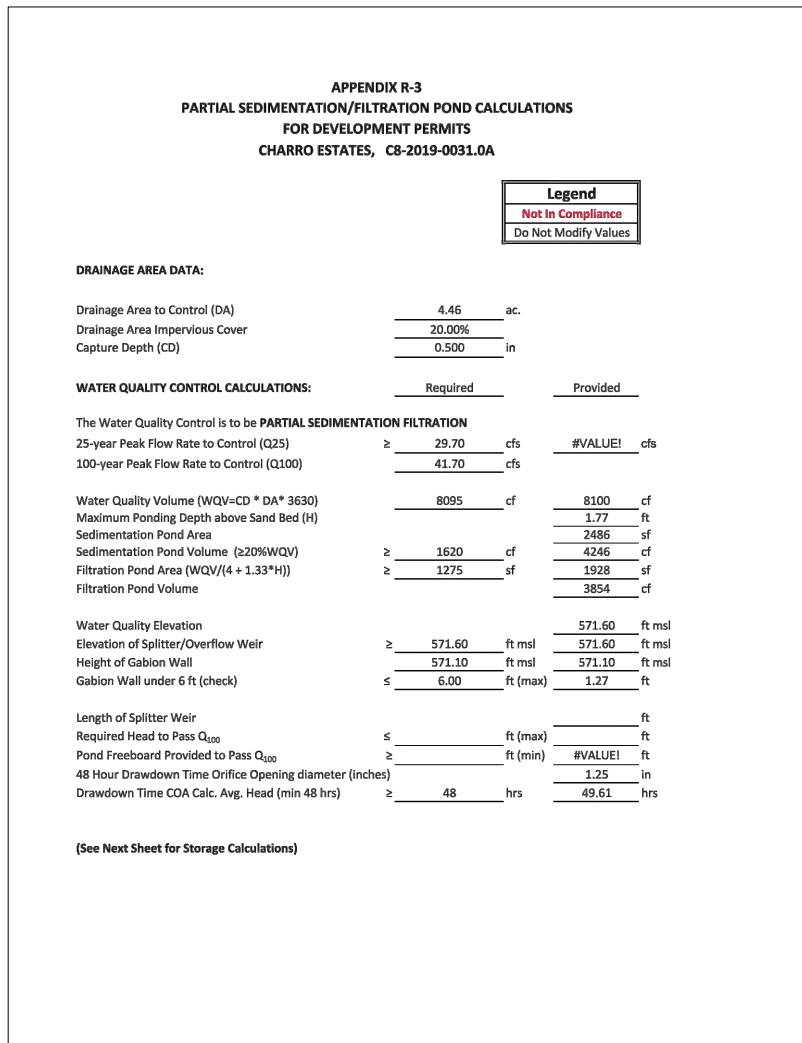 APPENDIX R-3
PARTIAL SEDIMENTATION/FILTRATION POND CALCULATIONS
FOR DEVELOPMENT PERMITS
CHARRO ESTATES, C8-2019-0031.0A
Legend
Not In Compliance
Do Not Modify Values
DRAINAGE AREA DATA:
Drainage Area to Control (DA) 4.46 ac.
Drainage Area Impervious Cover 20.00%
Capture Depth (CD) 0.500 in
WATER QUALITY CONTROL CALCULATIONS: Required Provided
The Water Quality Control is to be PARTIAL SEDIMENTATION FILTRATION
25-year Peak Flow Rate to Control (Q25) ≥ 29.70 cfs #VALUE! cfs
100-year Peak Flow Rate to Control (Q100) 41.70 cfs
Water Quality Volume (WQV=CD * DA* 3630) 8095 cf 8100 cf
Maximum Ponding Depth above Sand Bed (H) 1.77 ft
Sedimentation Pond Area 2486 sf
Sedimentation Pond Volume (≥20%WQV) ≥ 1620 cf 4246 cf
Filtration Pond Area (WQV/(4 + 1.33*H)) ≥ 1275 sf 1928 sf
Filtration Pond Volume 3854 cf
Water Quality Elevation 571.60 ft msl
Elevation of Splitter/Overflow Weir ≥ 571.60 ft msl 571.60 ft msl
Height of Gabion Wall 571.10 ft msl 571.10 ft msl
Gabion Wall under 6 ft (check) ≤ 6.00 ft (max) 1.27 ft
Length of Splitter Weir ft
Required Head to Pass Q100 ≤ ft (max) ft
Pond Freeboard Provided to Pass Q100 ≥ ft (min) #VALUE! ft
48 Hour Drawdown Time Orifice Opening diameter (inches) 1.25 in
Drawdown Time COA Calc. Avg. Head (min 48 hrs) ≥ 48 hrs 49.61 hrs
(See Next Sheet for Storage Calculations)